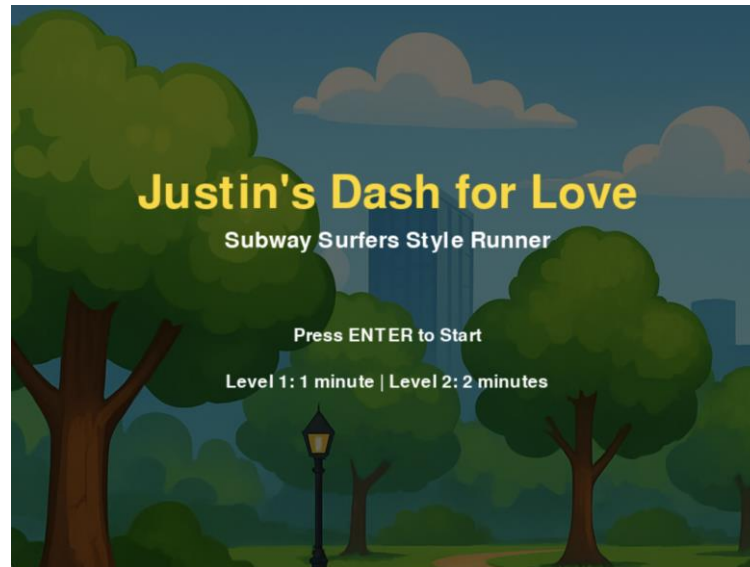 Justin's Dash for Love
Subway Surfers Style Runner
Press ENTER to Start
Level 1: 1 minute | Level 2: 2 minutes